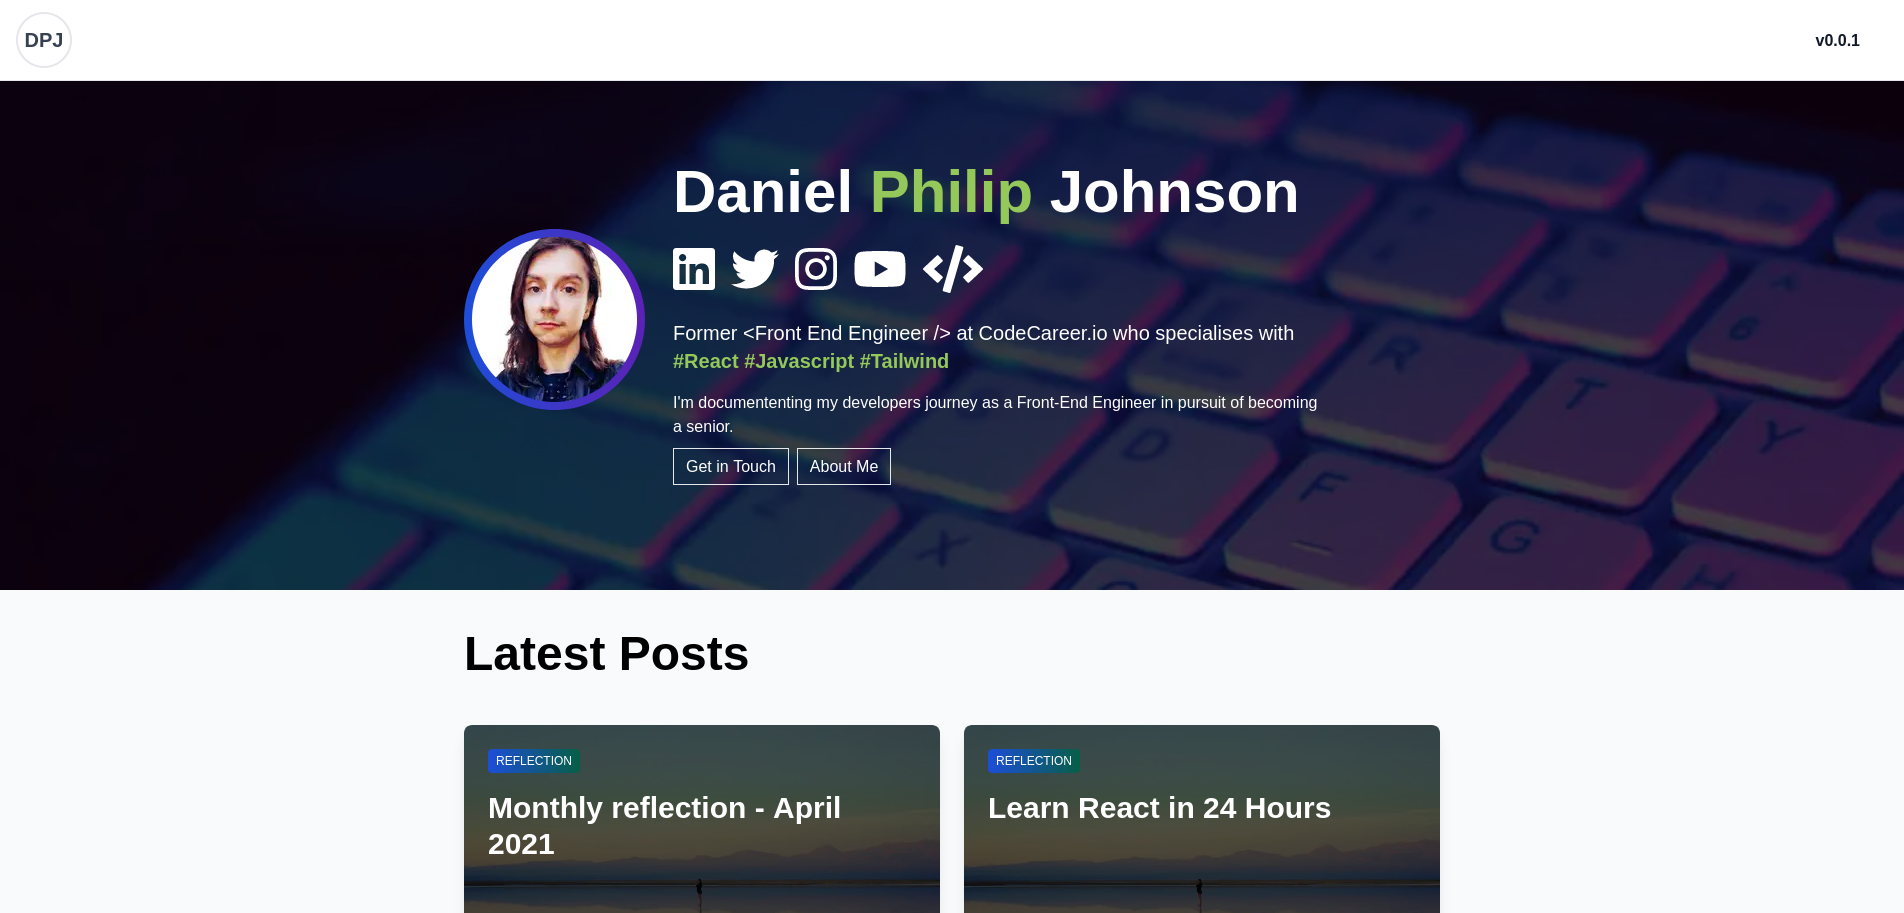 DPJ
v0.0.1
Daniel Philip Johnson
Former <Front End Engineer /> at CodeCareer.io who specialises with
#React #Javascript #Tailwind
I'm documententing my developers journey as a Front-End Engineer in pursuit of becoming
a senior.
Get in Touch
About Me
Latest Posts
REFLECTION
Monthly reflection - April
2021
REFLECTION
Learn React in 24 Hours